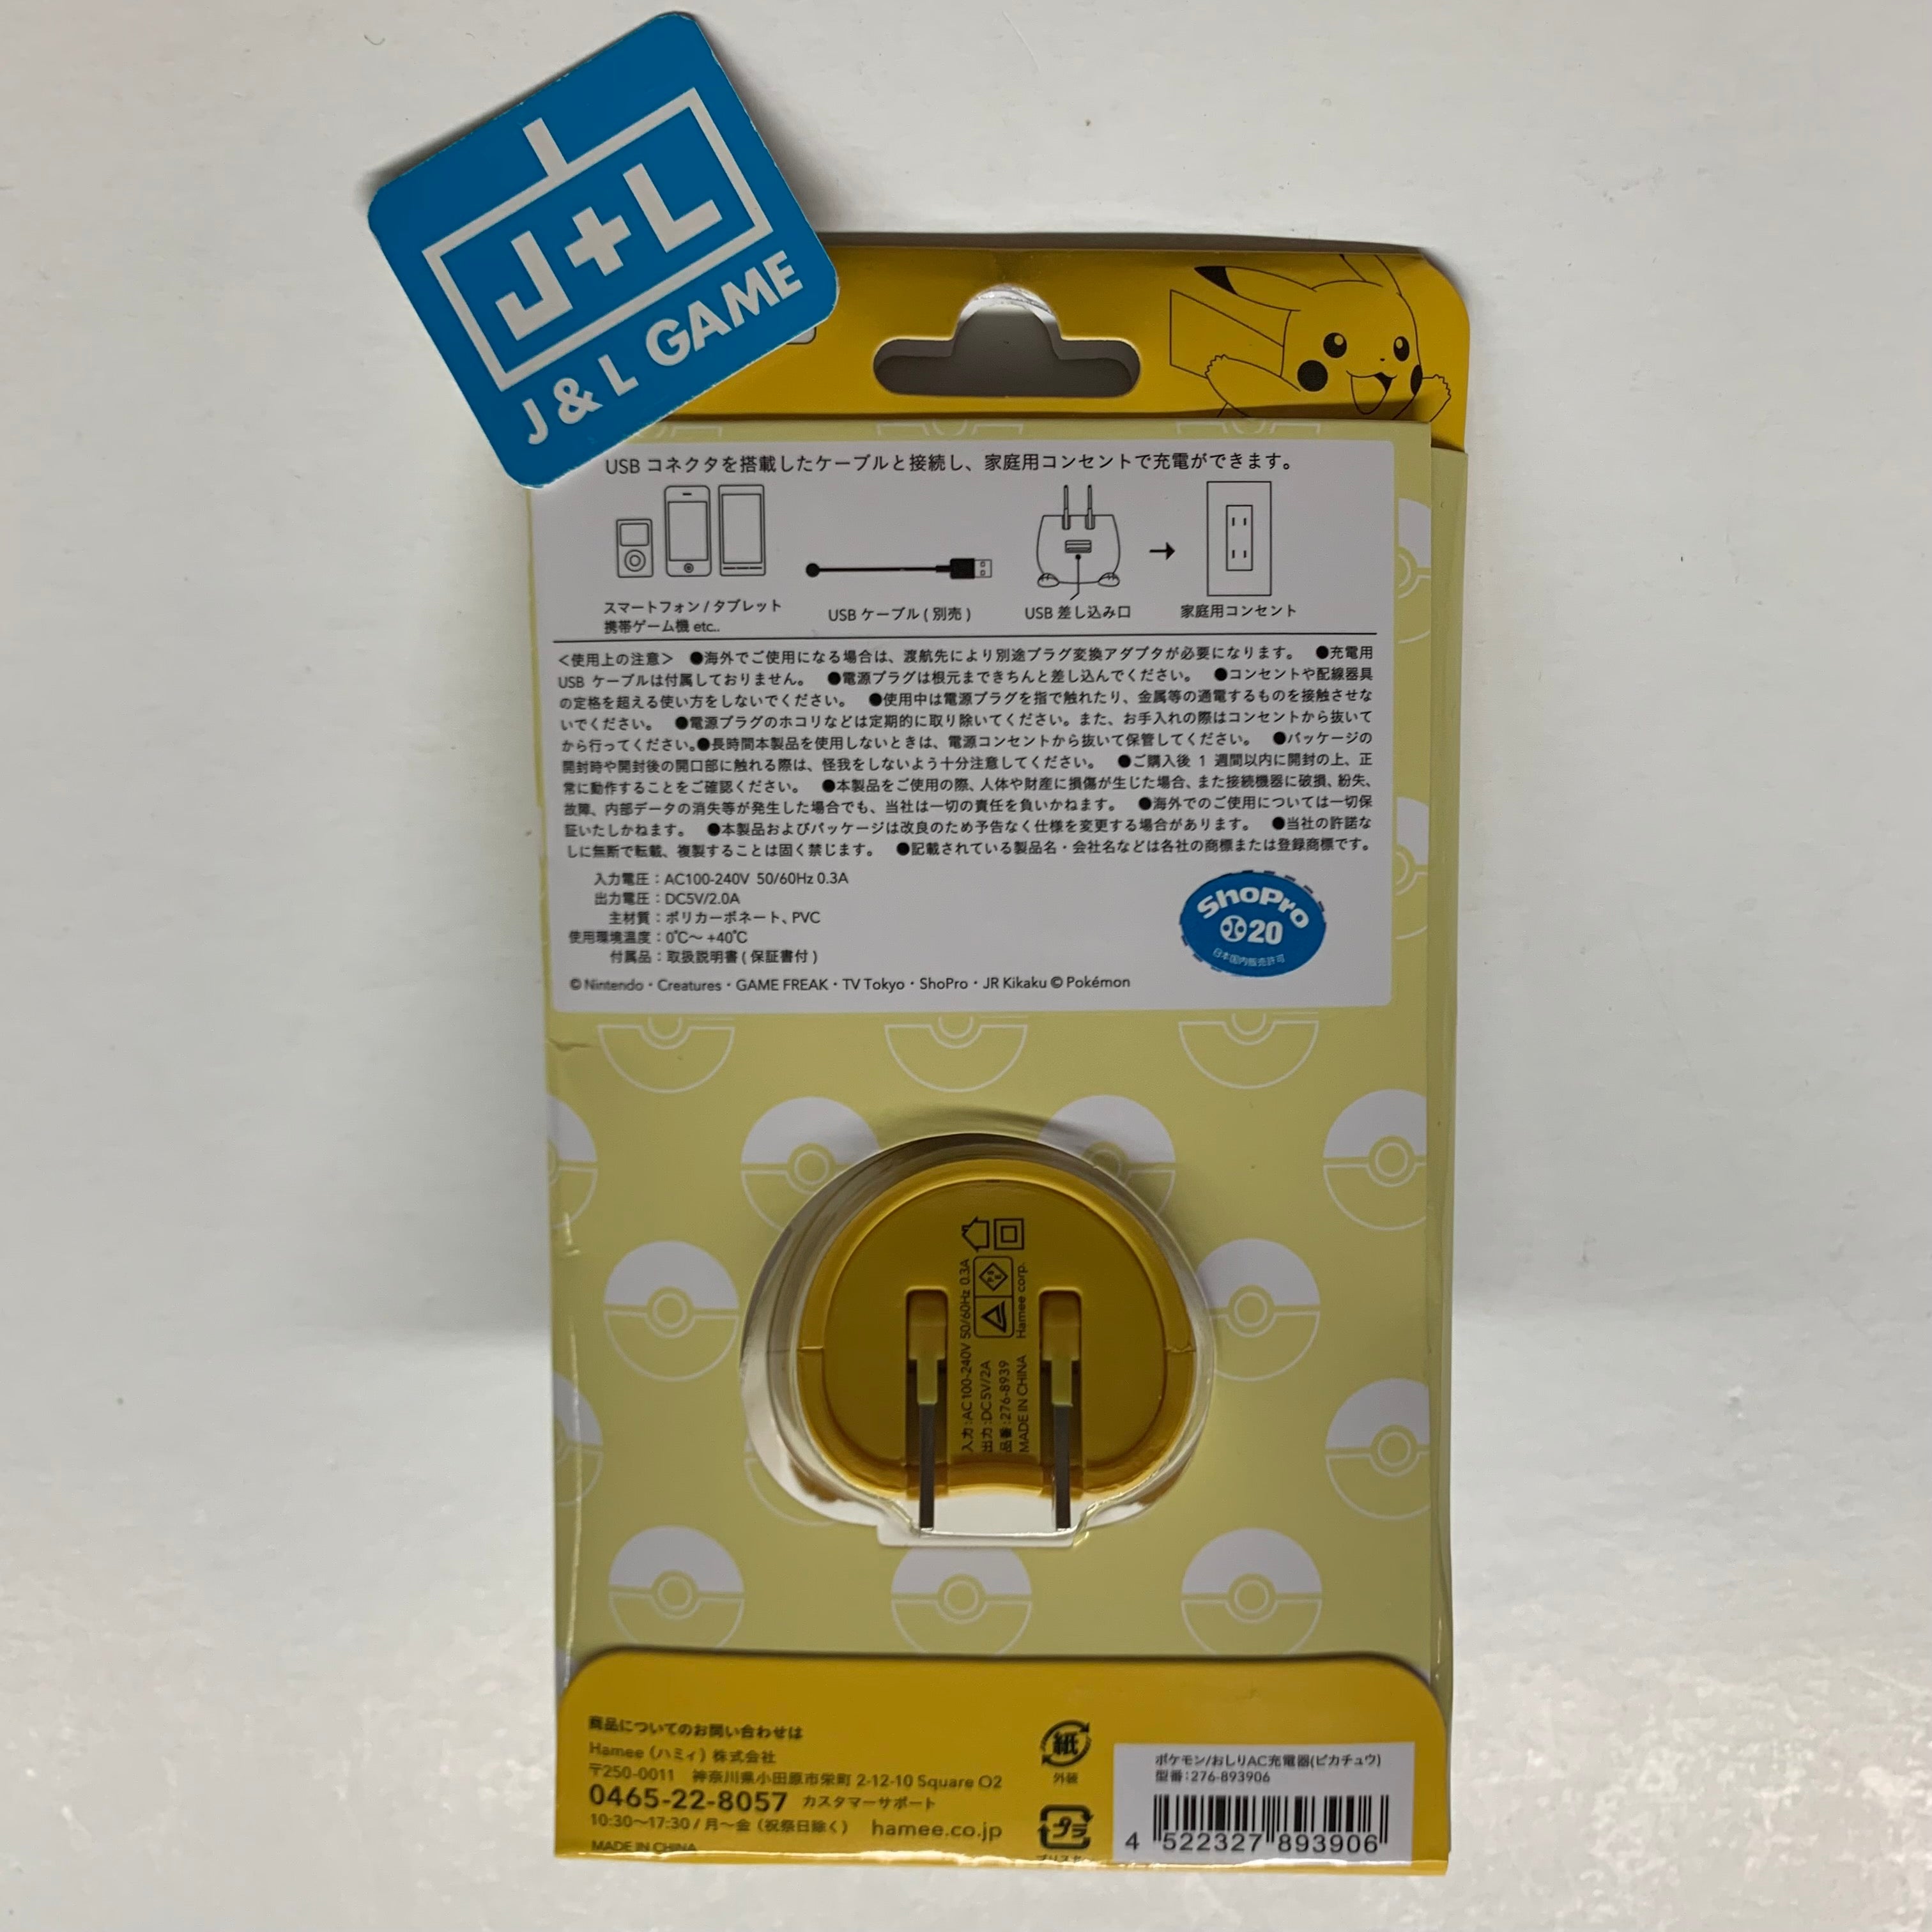 J+L
J & L GAME
USB コネクタを搭載したケーブルと接続し、家庭用コンセントで充電ができます。
スマートフォン / タブレット
携帯ゲーム機 etc..
USB ケーブル ( 別売 )
USB 差し込み口
家庭用コンセント
＜使用上の注意＞ ●海外でご使用になる場合は、渡航先により別途プラグ変換アダプタが必要になります。 ●充電用
USB ケーブルは付属しておりません。 ●電源プラグは根元まできちんと差し込んでください。 ●コンセントや配線器具
の定格を超える使い方をしないでください。 ●使用中は電源プラグを指で触れたり、金属等の通電するものを接触させな
いでください。 ●電源プラグのホコリなどは定期的に取り除いてください。また、お手入れの際はコンセントから抜いて
から行ってください。●長時間本製品を使用しないときは、電源コンセントから抜いて保管してください。 ●パッケージの
開封時や開封後の開口部に触れる際は、怪我をしないよう十分注意してください。 ●ご購入後 1 週間以内に開封の上、正
常に動作することをご確認ください。 ●本製品をご使用の際、人体や財産に損傷が生じた場合、また接続機器に破損、紛失、
故障、内部データの消失等が発生した場合でも、当社は一切の責任を負いかねます。 ●海外でのご使用については一切保
証いたしかねます。 ●本製品およびパッケージは改良のため予告なく仕様を変更する場合があります。 ●当社の許諾な
しに無断で転載、複製することは固く禁じます。 ●記載されている製品名・会社名などは各社の商標または登録商標です。
入力電圧：AC100-240V 50/60Hz 0.3A
出力電圧：DC5V/2.0A
主材質：ポリカーボネート、PVC
使用環境温度：0℃～ +40℃
付属品：取扱説明書 ( 保証書付 )
ShoPro
20
日本国内販売許可
© Nintendo・Creatures・GAME FREAK・TV Tokyo・ShoPro・JR Kikaku © Pokémon
入力:AC100-240V 50/60Hz 0.3A
出力:DC5V/2A
品番:276-8939
MADE IN CHINA Hamee corp.
商品についてのお問い合わせは
Hamee（ハミィ）株式会社
〒250-0011 神奈川県小田原市栄町 2-12-10 Square O2
0465-22-8057 カスタマーサポート
10:30～17:30 / 月～金（祝祭日除く） hamee.co.jp
MADE IN CHINA
紙
外装
プラ
ポケモン/おしりAC充電器(ピカチュウ)
型番:276-893906
4 522327 893906